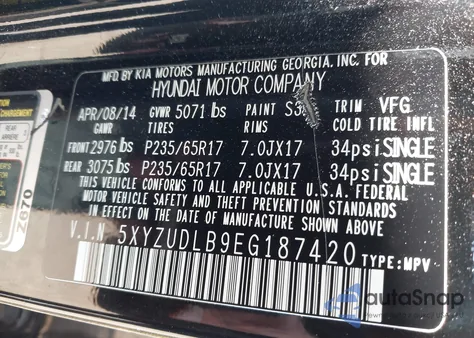 MFD BY KIA MOTORS MANUFACTURING GEORGIA. INC. FOR
HYUNDAI MOTOR COMPANY
APR/08/14 GVWR 5071 lbs PAINT TRIM VFG
GAWR TIRES RIMS COLD TIRE INFL
FRONT 2976 lbs P235/65R17 7.0JX17 34psi SINGLE
REAR 3075 lbs P235/65R17 7.0JX17 34psi SINGLE
THIS VEHICLE CONFORMS TO ALL APPLICABLE U.S.A. FEDERAL
MOTOR VEHICLE SAFETY, BUMPER, AND THEFT PREVENTION STANDARDS
IN EFFECT ON THE DATE OF MANUFACTURE SHOWN ABOVE
V.I.N 5XYZUDLB9EG187420 TYPE:MPV
Z670
autoSnap